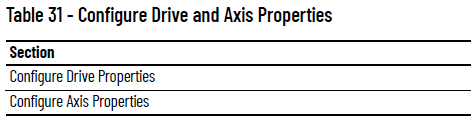 Table 31 - Configure Drive and Axis Properties
Section
Configure Drive Properties
Configure Axis Properties